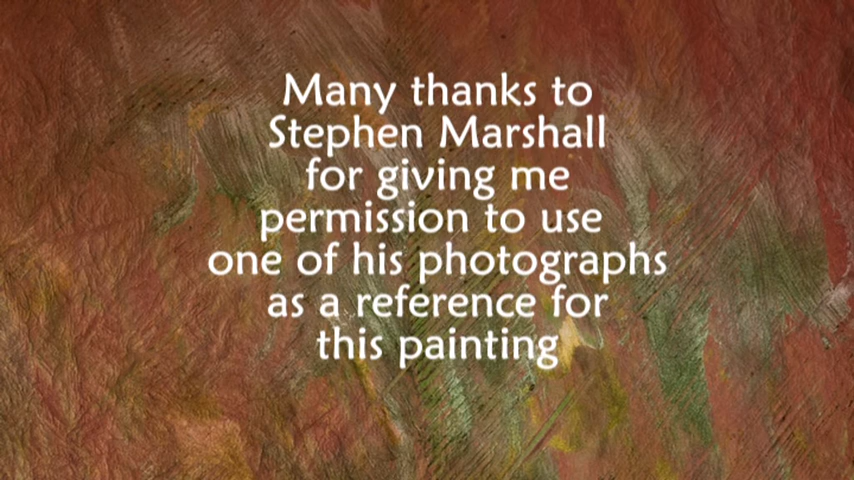 Many thanks to
Stephen Marshall
for giving me
permission to use
one of his photographs
as a reference for
this painting